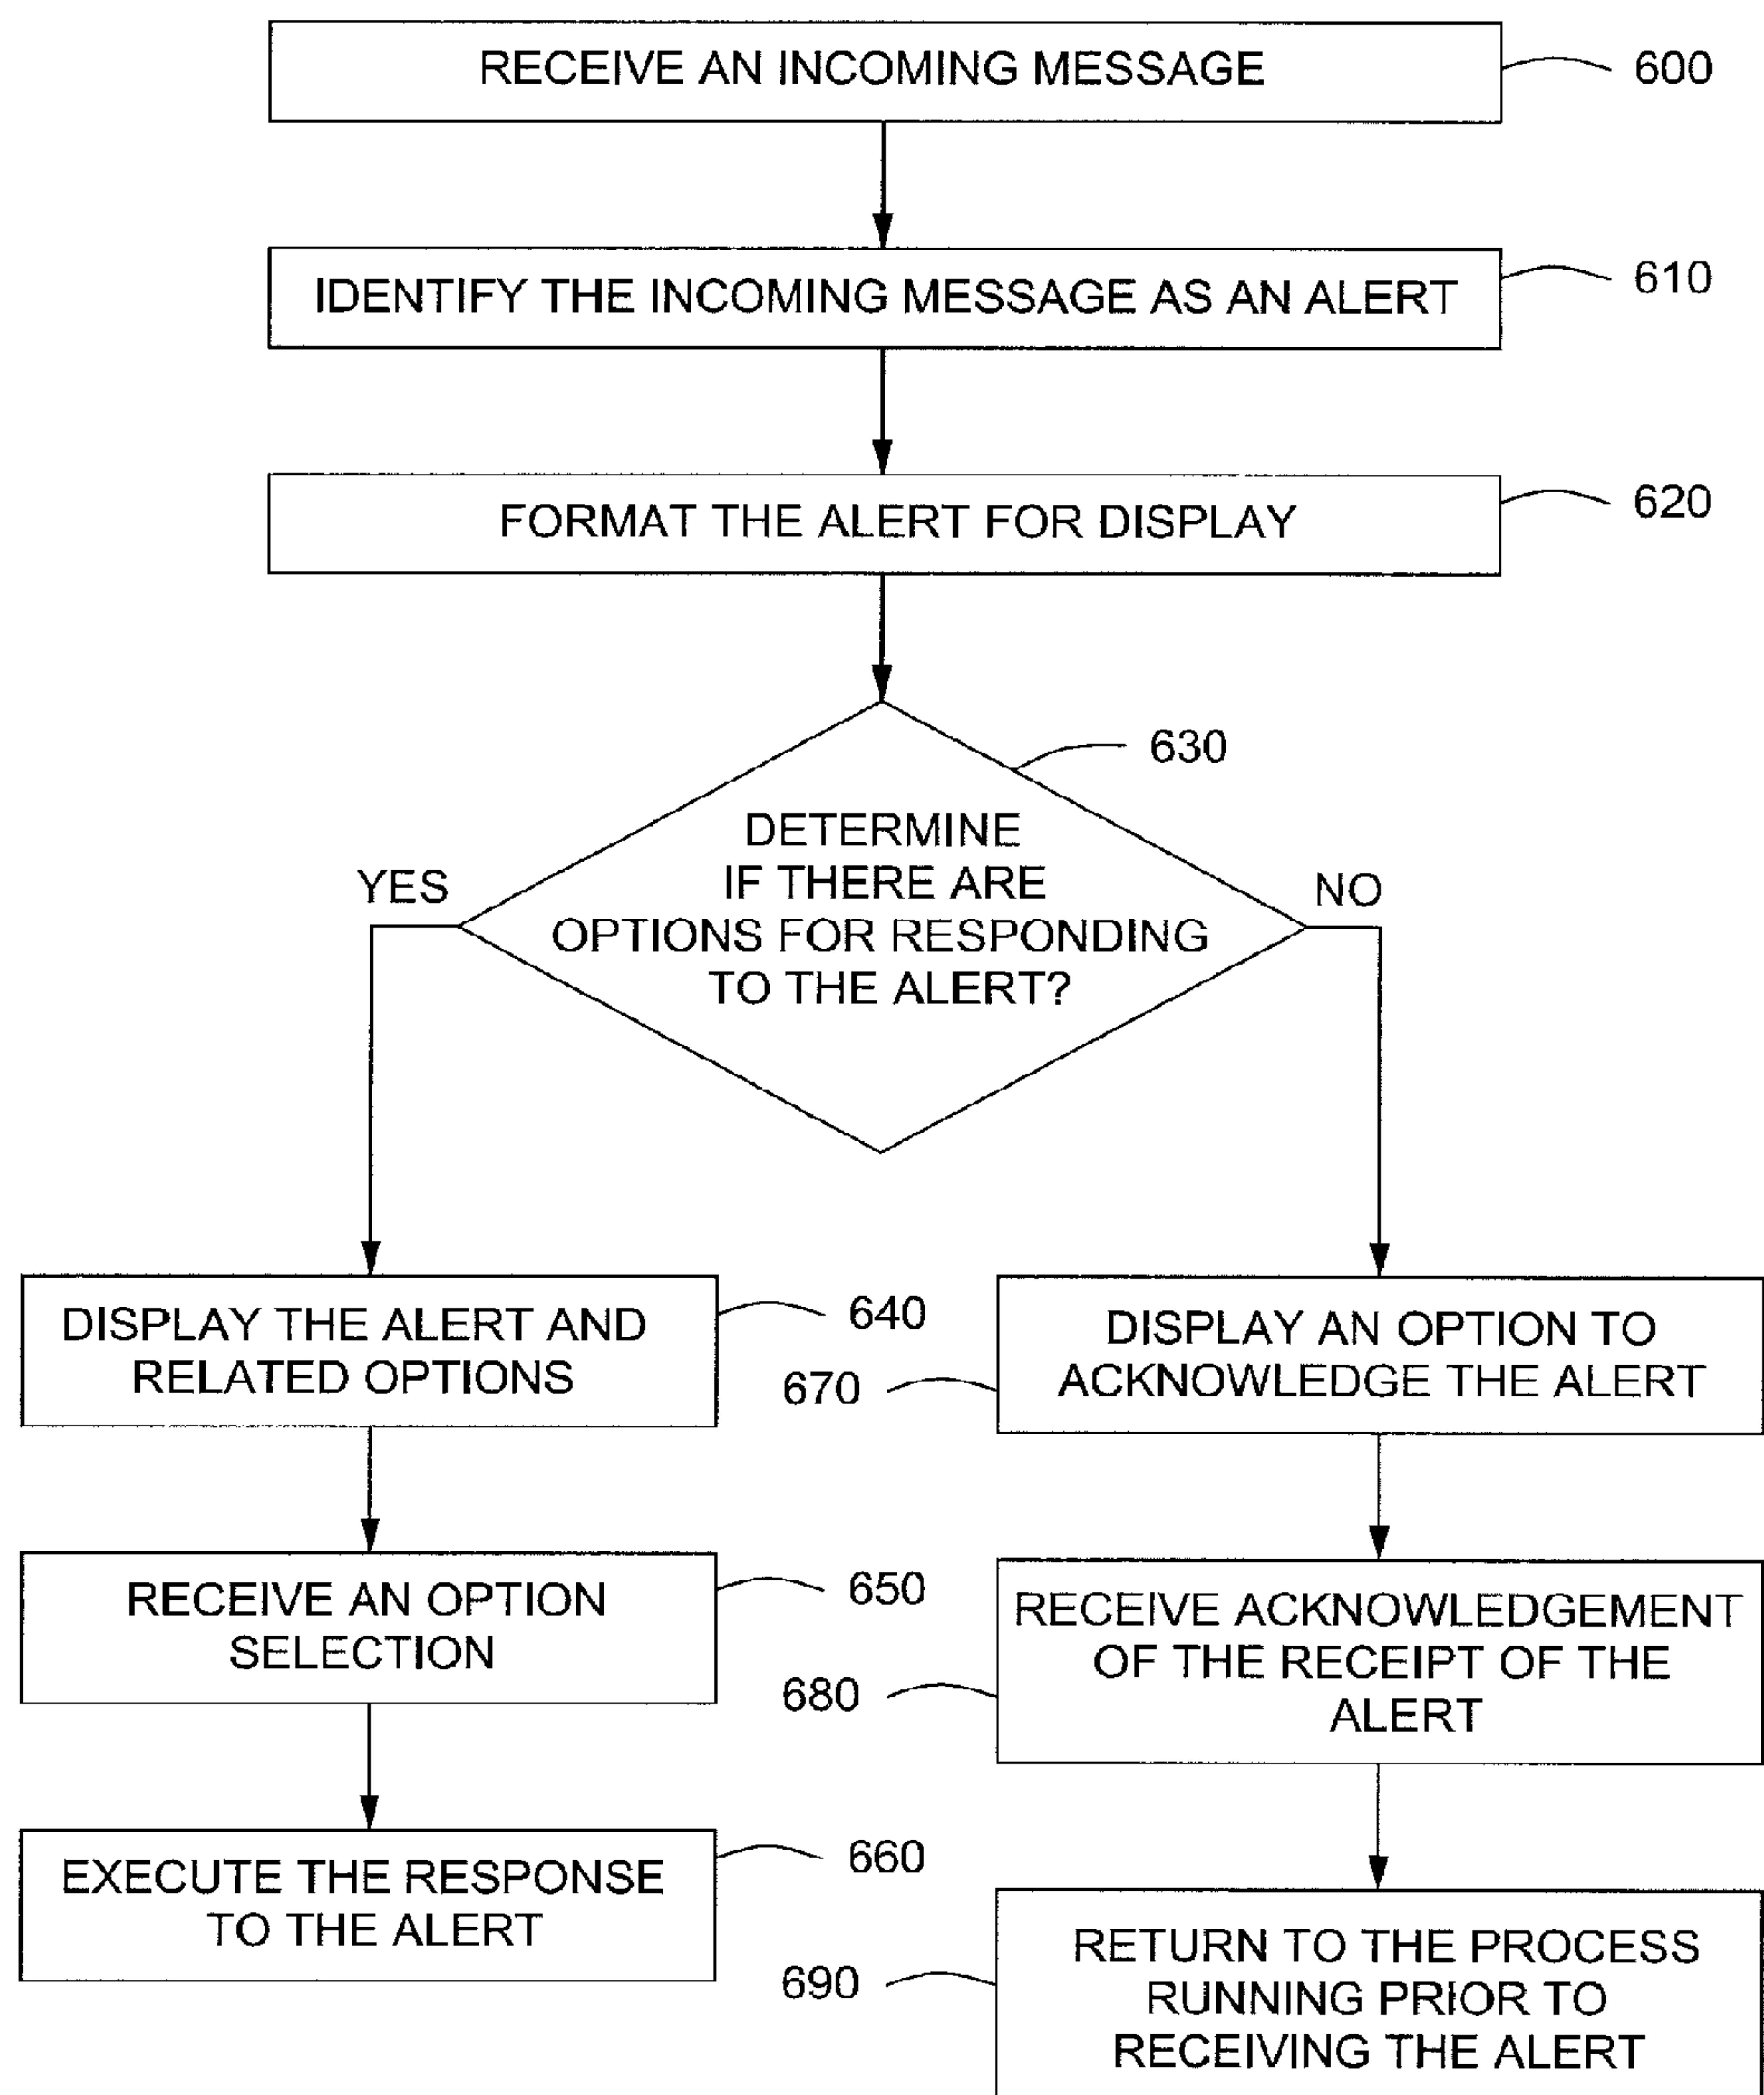 RECEIVE AN INCOMING MESSAGE
600
IDENTIFY THE INCOMING MESSAGE AS AN ALERT
610
FORMAT THE ALERT FOR DISPLAY
620
630
DETERMINE
IF THERE ARE
OPTIONS FOR RESPONDING
TO THE ALERT?
YES
NO
DISPLAY THE ALERT AND
RELATED OPTIONS
640
RECEIVE AN OPTION
SELECTION
650
EXECUTE THE RESPONSE
TO THE ALERT
660
DISPLAY AN OPTION TO
ACKNOWLEDGE THE ALERT
670
RECEIVE ACKNOWLEDGEMENT
OF THE RECEIPT OF THE
ALERT
680
RETURN TO THE PROCESS
RUNNING PRIOR TO
RECEIVING THE ALERT
690